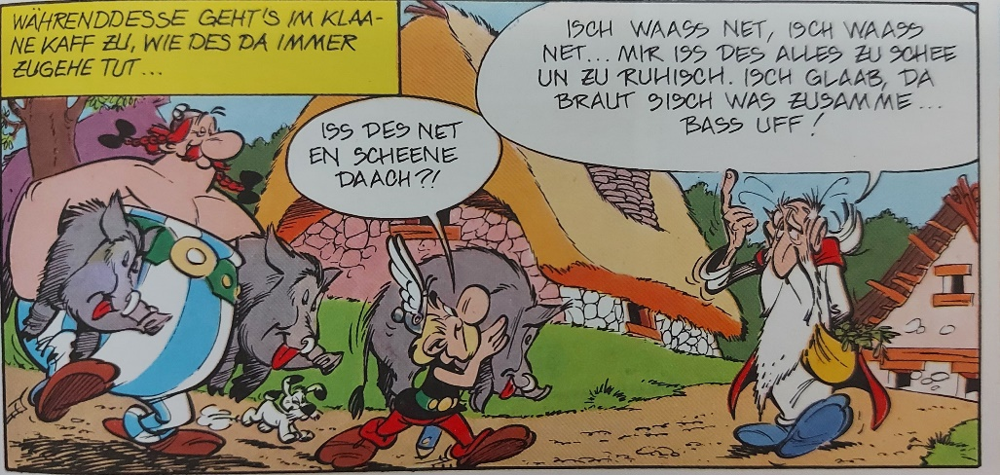 WÄHRENDDESSE GEHT'S IM KLAA-
NE KAFF ZU, WIE DES DA IMMER
ZUGEHE TUT...
ISS DES NET
EN SCHEENE
DAACH?!
ISCH WAASS NET, ISCH WAASS
NET... MIR ISS DES ALLES ZU SCHEE
UN ZU RUHISCH. ISCH GLAAB, DA
BRAUT SISCH WAS ZUSAMME...
BASS UFF!